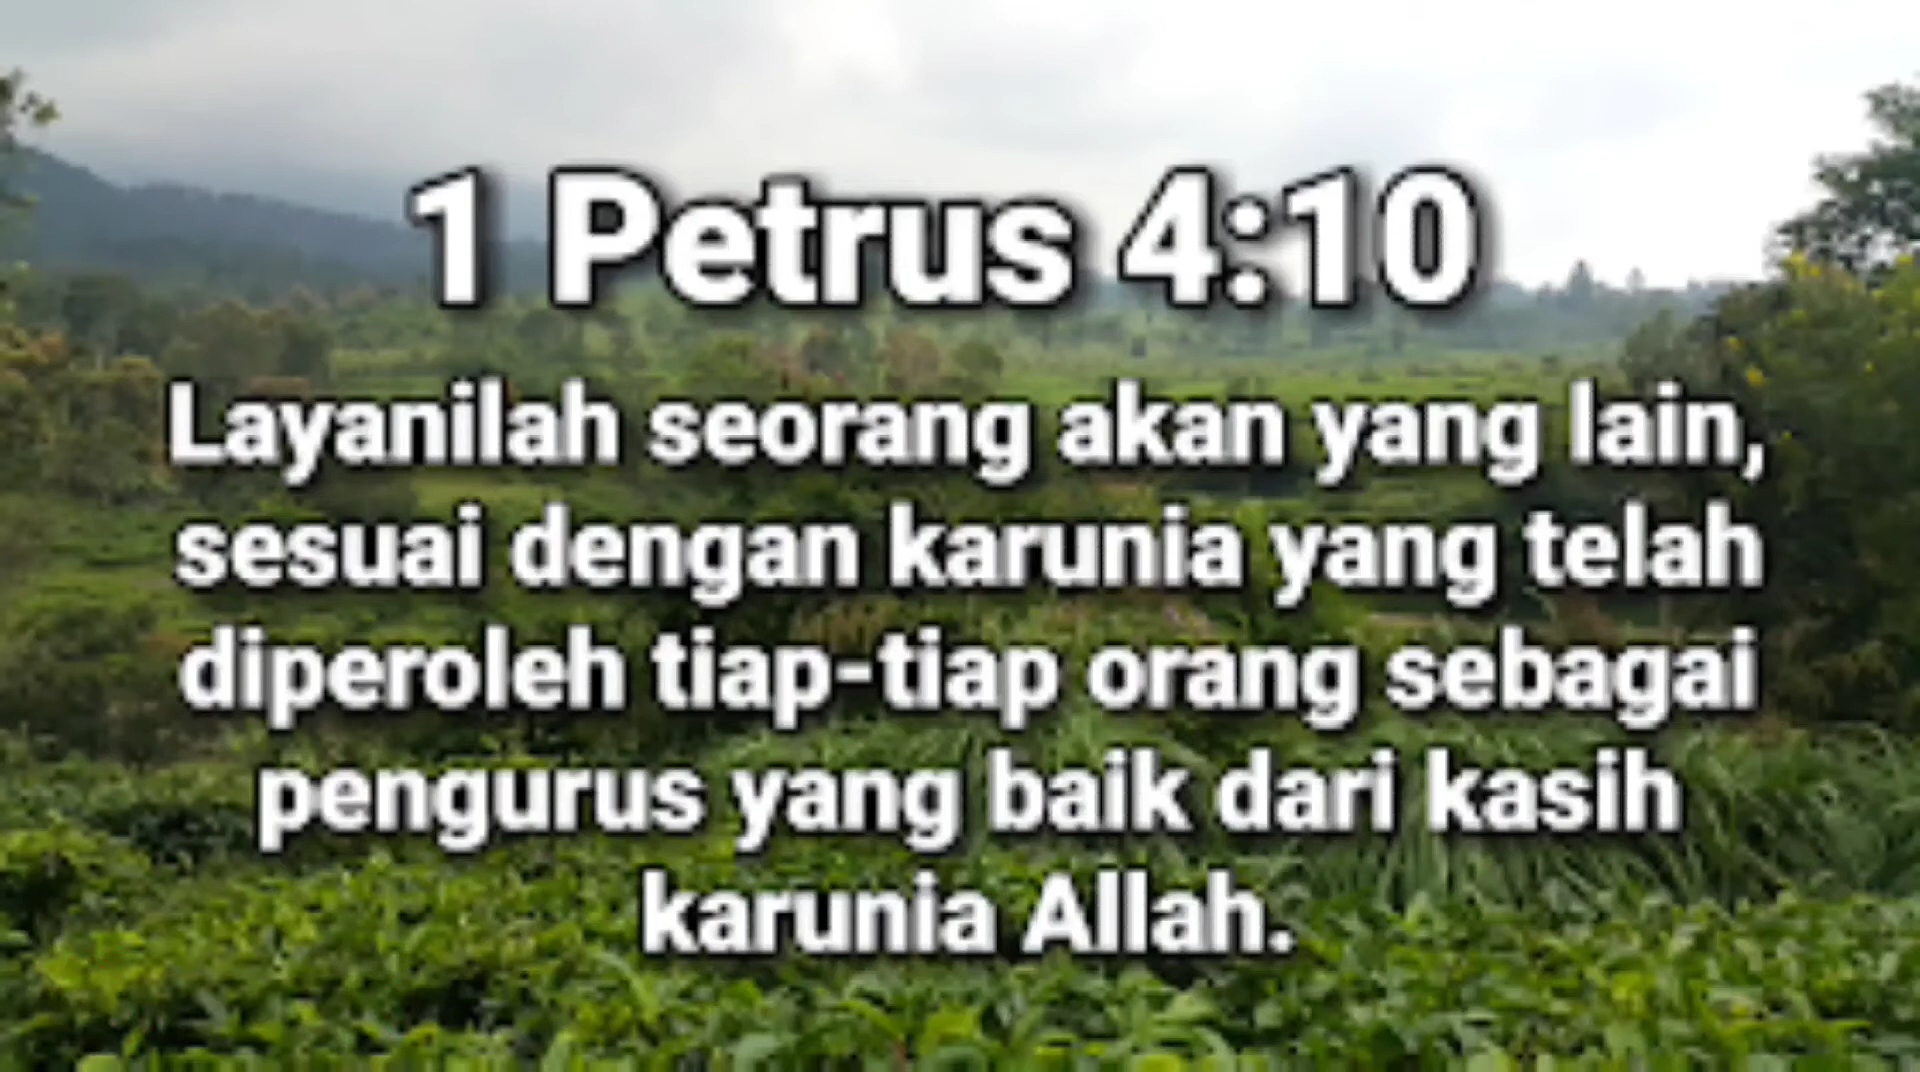 1 Petrus 4:10
Layanilah seorang akan yang lain,
sesuai dengan karunia yang telah
diperoleh tiap-tiap orang sebagai
pengurus yang baik dari kasih
karunia Allah.